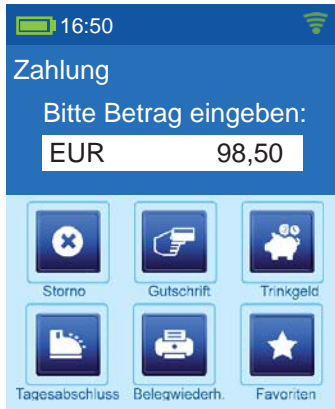 16:50
Zahlung
Bitte Betrag eingeben:
EUR 98,50
Storno Gutschrift Trinkgeld
Tagesabschluss Belegwiederh. Favoriten